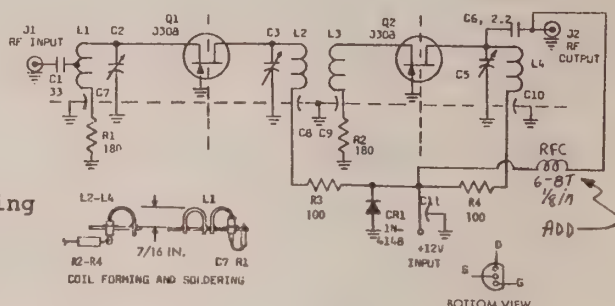 J1
RF INPUT
C1
33
L1
C7
C2
R1
180
Q1
J308
C3
L2
L3
C8
C9
R2
180
Q2
J308
C6, 2.2
J2
RF
OUTPUT
C5
L4
C10
R3
100
CR1
1N-
4148
C11
+12V
INPUT
R4
100
RFC
6-8T
1/8 in
ADD
ing
L2-L4
L1
R2-R4
7/16 IN.
C7 R1
COIL FORMING AND SOLDERING
D
S
G
BOTTOM VIEW